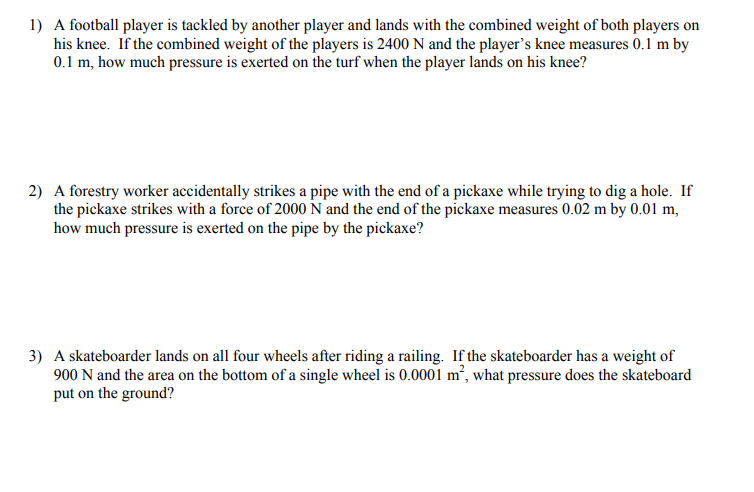 1) A football player is tackled by another player and lands with the combined weight of both players on
his knee. If the combined weight of the players is 2400 N and the player's knee measures 0.1 m by
0.1 m, how much pressure is exerted on the turf when the player lands on his knee?
2) A forestry worker accidentally strikes a pipe with the end of a pickaxe while trying to dig a hole. If
the pickaxe strikes with a force of 2000 N and the end of the pickaxe measures 0.02 m by 0.01 m,
how much pressure is exerted on the pipe by the pickaxe?
3) A skateboarder lands on all four wheels after riding a railing. If the skateboarder has a weight of
900 N and the area on the bottom of a single wheel is 0.0001 m², what pressure does the skateboard
put on the ground?